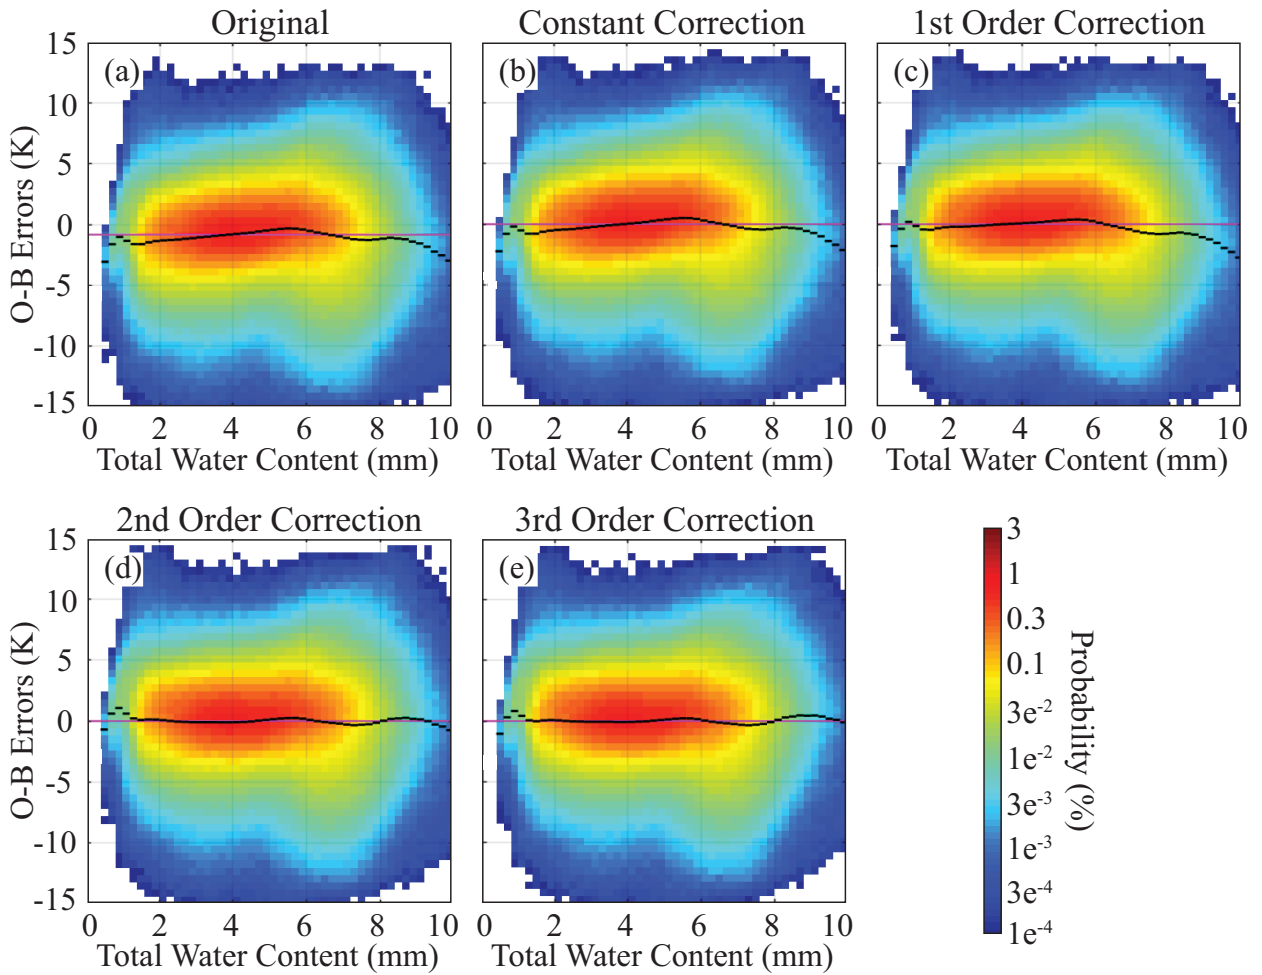 Original
Constant Correction
1st Order Correction
(a)
(b)
(c)
15
10
5
0
-5
-10
-15
O-B Errors (K)
0 2 4 6 8 10
0 2 4 6 8 10
0 2 4 6 8 10
Total Water Content (mm)
Total Water Content (mm)
Total Water Content (mm)
2nd Order Correction
3rd Order Correction
(d)
(e)
15
10
5
0
-5
-10
-15
O-B Errors (K)
0 2 4 6 8 10
0 2 4 6 8 10
Total Water Content (mm)
Total Water Content (mm)
3
1
0.3
0.1
3e⁻²
1e⁻²
3e⁻³
1e⁻³
3e⁻⁴
1e⁻⁴
Probability (%)